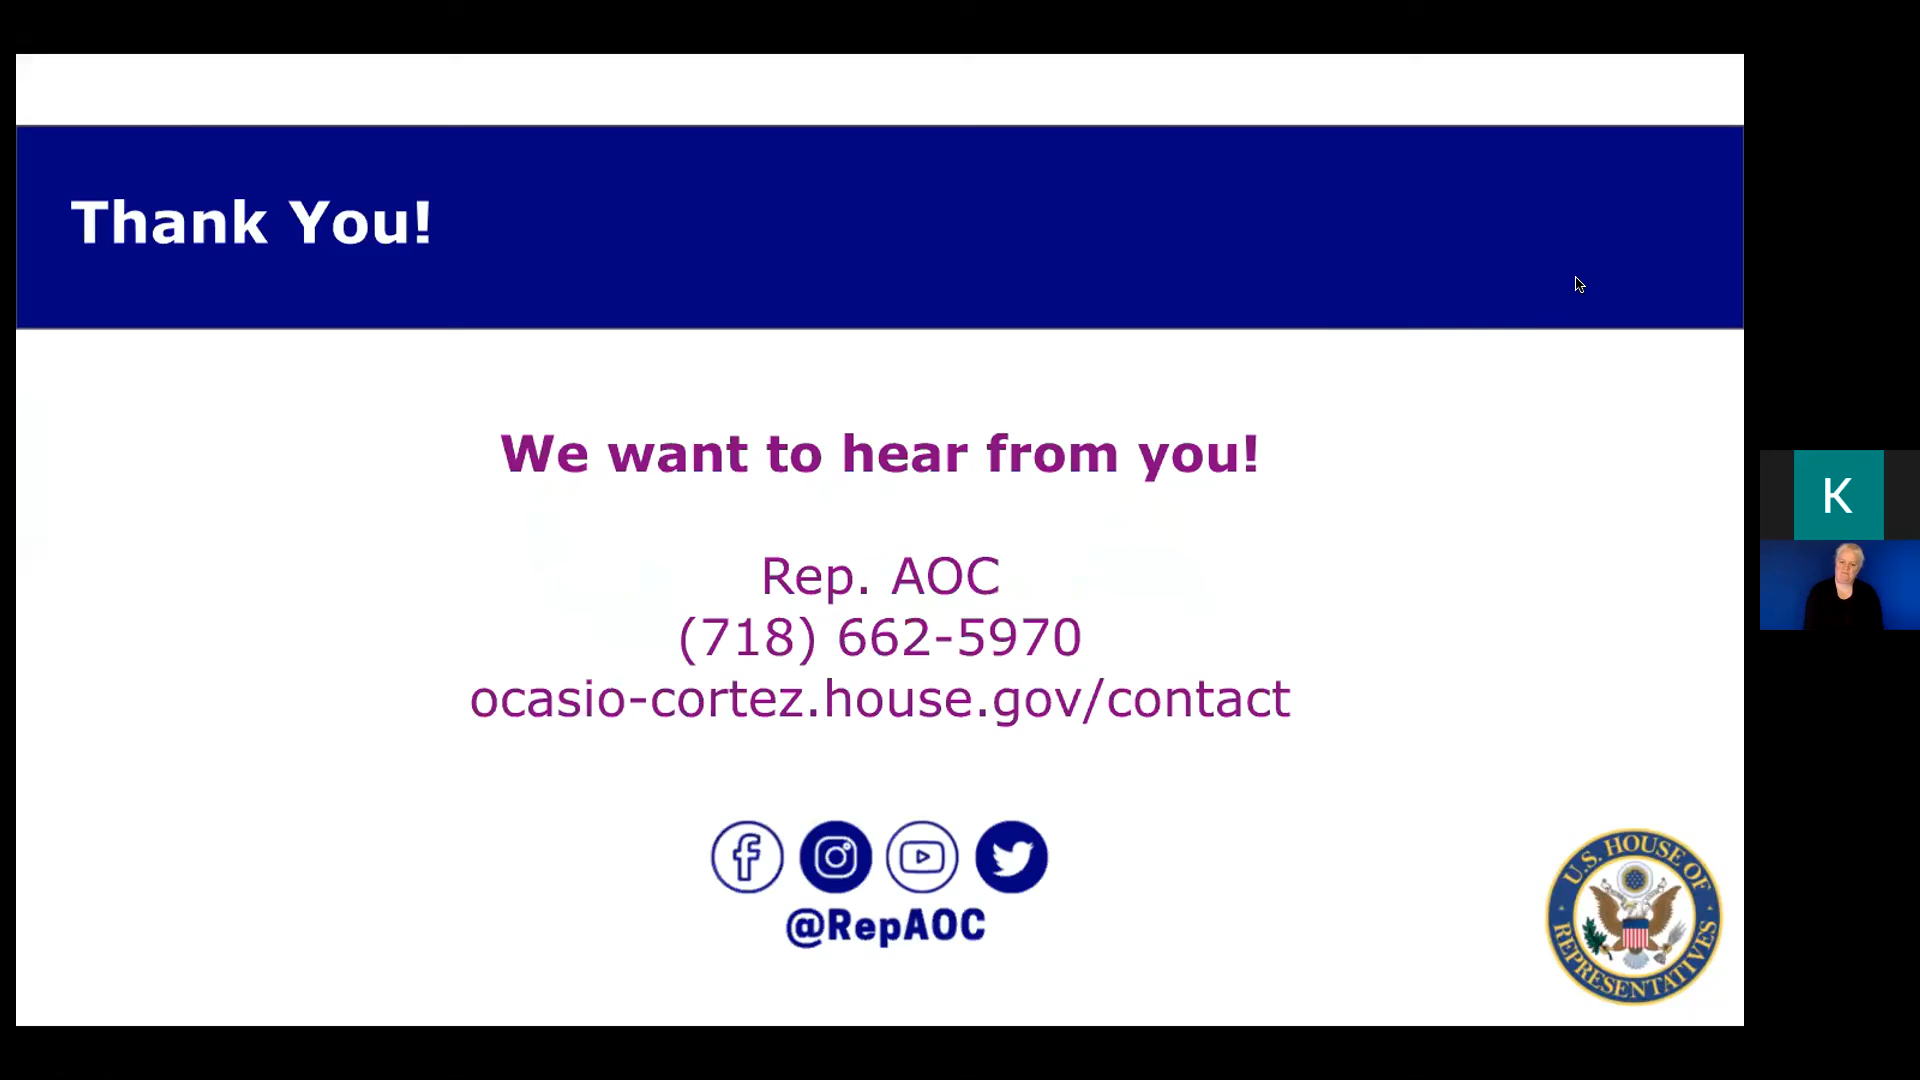 Thank You!
We want to hear from you!
Rep. AOC
(718) 662-5970
ocasio-cortez.house.gov/contact
@RepAOC
U.S. HOUSE OF
REPRESENTATIVES
K